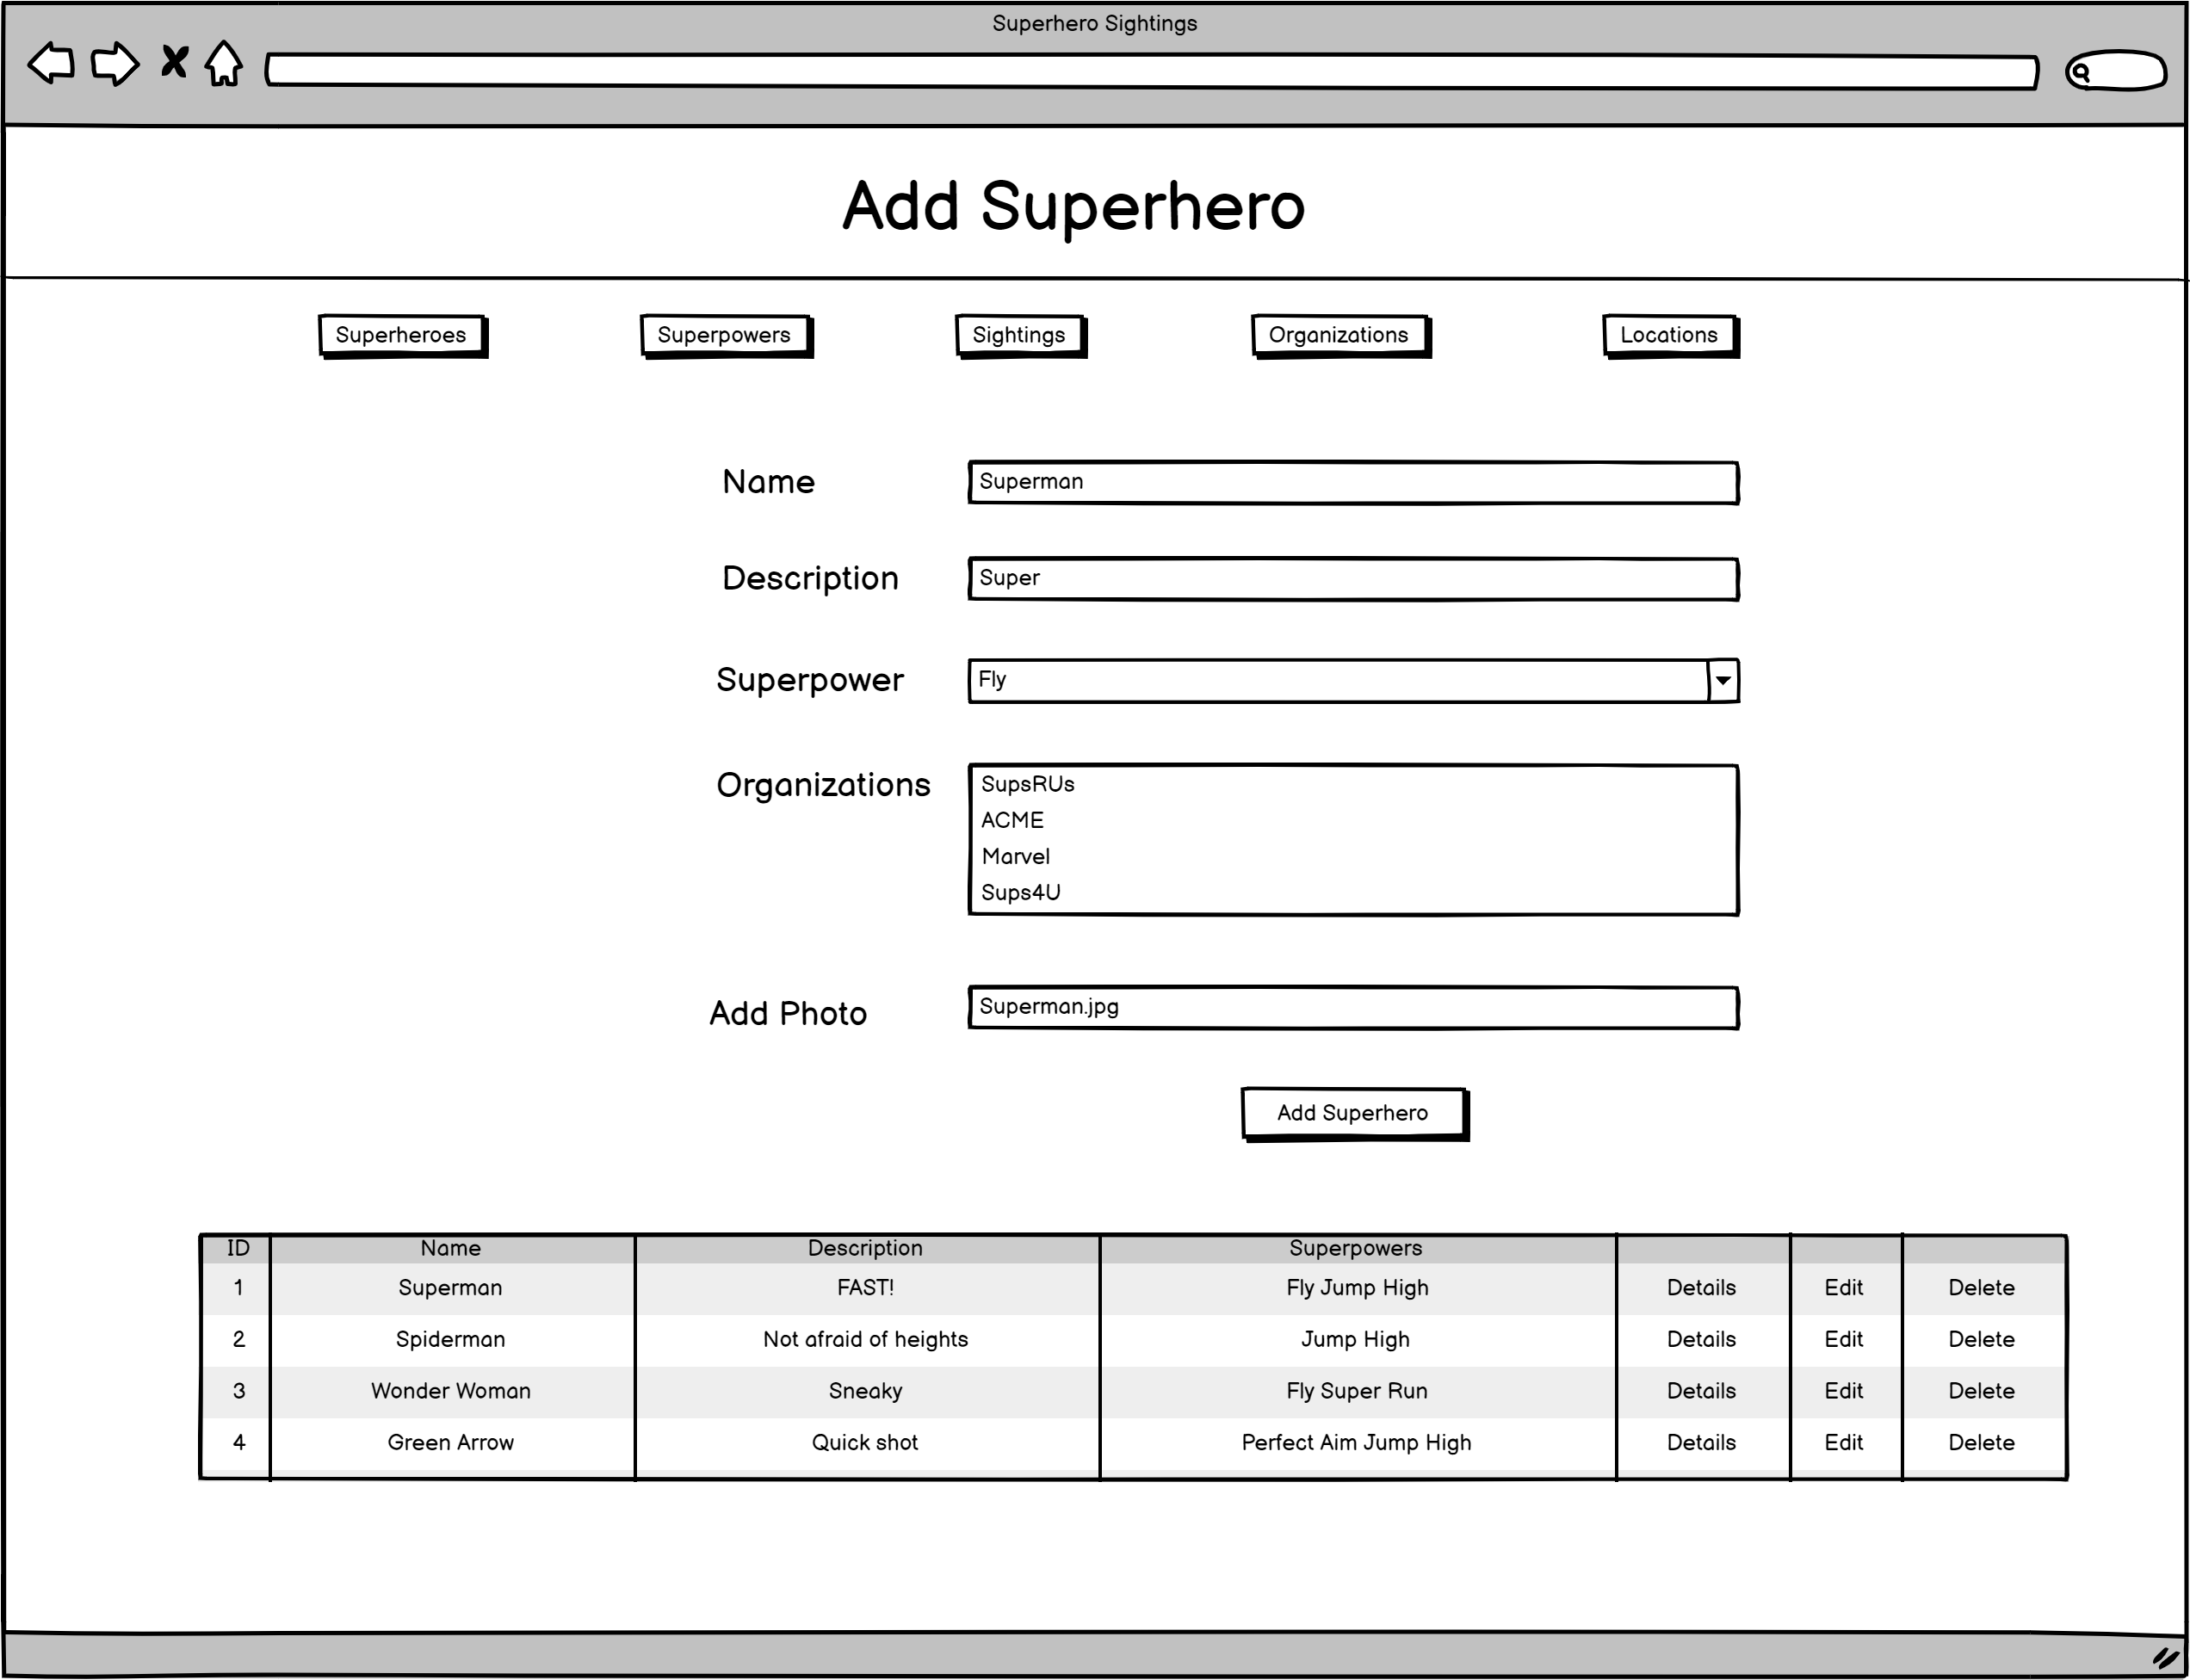 Superhero Sightings
Add Superhero
Superheroes Superpowers Sightings Organizations Locations
Name Superman
Description Super
Superpower Fly
Organizations SupsRUs
ACME
Marvel
Sups4U
Add Photo Superman.jpg
Add Superhero
ID Name Description Superpowers
1 Superman FAST! Fly Jump High Details Edit Delete
2 Spiderman Not afraid of heights Jump High Details Edit Delete
3 Wonder Woman Sneaky Fly Super Run Details Edit Delete
4 Green Arrow Quick shot Perfect Aim Jump High Details Edit Delete